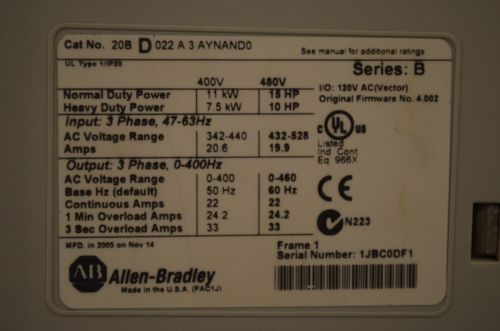 Cat No. 20B D 022 A 3 AYNAND0
See manual for additional ratings
UL Type 1/IP20
Series: B
400V 480V
I/O: 120V AC(Vector)
Original Firmware No. 4.002
Normal Duty Power 11 kW 15 HP
Heavy Duty Power 7.5 kW 10 HP
Input: 3 Phase, 47-63Hz
AC Voltage Range 342-440 432-528
Amps 20.6 19.9
Output: 3 Phase, 0-400Hz
AC Voltage Range 0-400 0-460
Base Hz (default) 50 Hz 60 Hz
Continuous Amps 22 22
1 Min Overload Amps 24.2 24.2
3 Sec Overload Amps 33 33
C UL US
Listed
Ind Cont
Eq 966X
CE
N223
MFD. in 2005 on Nov 14
Frame 1
Serial Number: 1JBC0DF1
AB Allen-Bradley
Made in the U.S.A. (FAC1J)